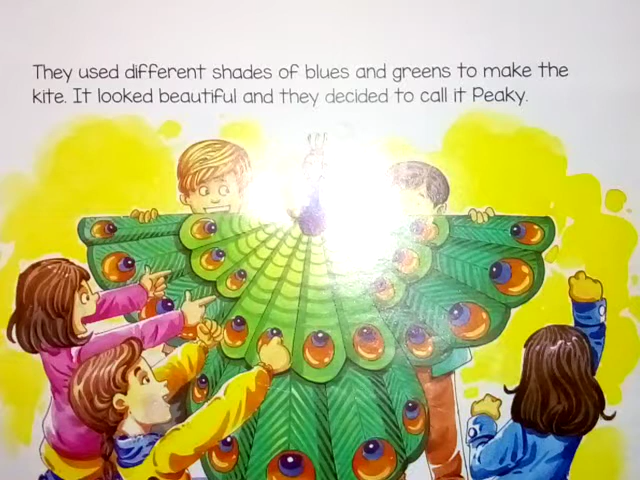 They used different shades of blues and greens to make the
kite. It looked beautiful and they decided to call it Peaky.